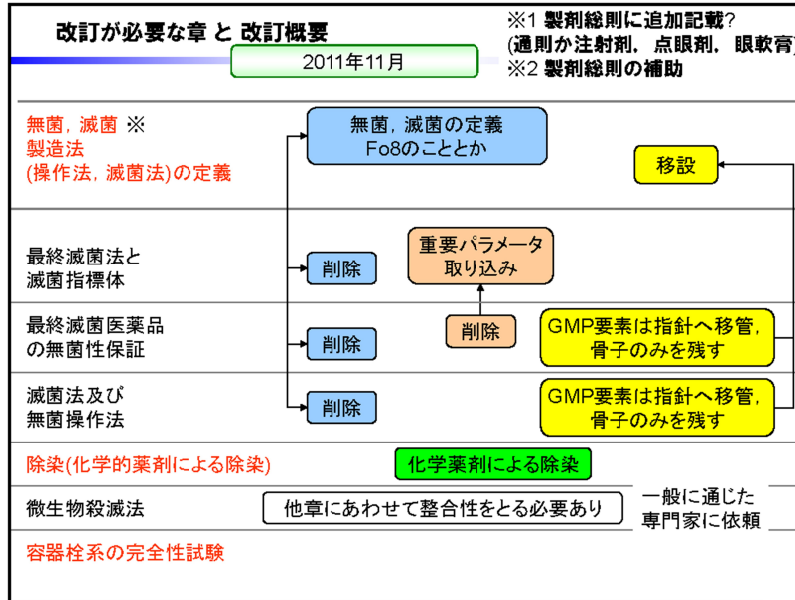 改訂が必要な章 と 改訂概要
2011年11月
※1 製剤総則に追加記載?
(通則か注射剤，点眼剤，眼軟膏)
※2 製剤総則の補助
無菌，滅菌 ※
製造法
(操作法，滅菌法)の定義
無菌，滅菌の定義
Fo8のこととか
移設
最終滅菌法と
滅菌指標体
削除
重要パラメータ
取り込み
最終滅菌医薬品
の無菌性保証
削除
削除
GMP要素は指針へ移管，
骨子のみを残す
滅菌法及び
無菌操作法
削除
GMP要素は指針へ移管，
骨子のみを残す
除染(化学的薬剤による除染)
化学薬剤による除染
微生物殺滅法
他章にあわせて整合性をとる必要あり
一般に通じた
専門家に依頼
容器栓系の完全性試験